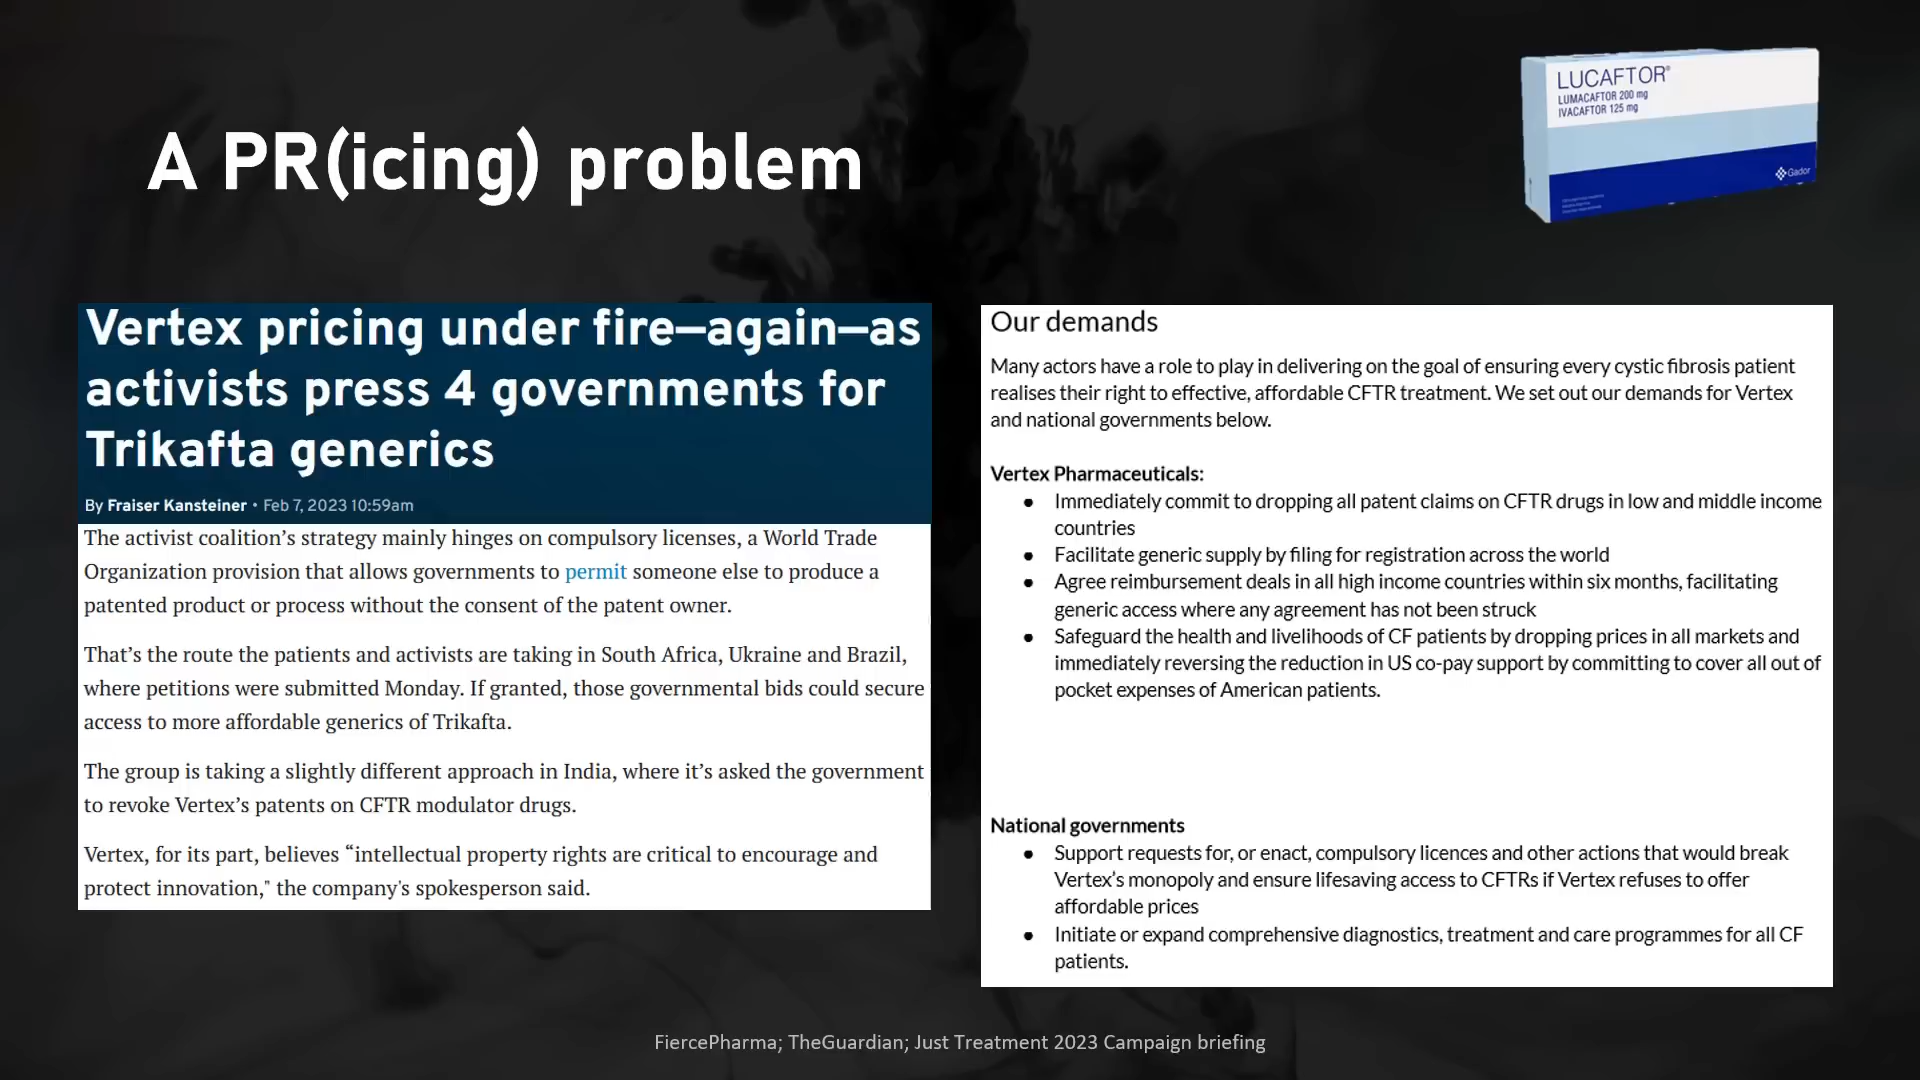 A PR(icing) problem
LUCAFTOR®
LUMACAFTOR 200 mg
IVACAFTOR 125 mg
Gador
Vertex pricing under fire—again—as
activists press 4 governments for
Trikafta generics
By Fraiser Kansteiner • Feb 7, 2023 10:59am
The activist coalition’s strategy mainly hinges on compulsory licenses, a World Trade
Organization provision that allows governments to permit someone else to produce a
patented product or process without the consent of the patent owner.
That’s the route the patients and activists are taking in South Africa, Ukraine and Brazil,
where petitions were submitted Monday. If granted, those governmental bids could secure
access to more affordable generics of Trikafta.
The group is taking a slightly different approach in India, where it’s asked the government
to revoke Vertex’s patents on CFTR modulator drugs.
Vertex, for its part, believes “intellectual property rights are critical to encourage and
protect innovation," the company's spokesperson said.
Our demands
Many actors have a role to play in delivering on the goal of ensuring every cystic fibrosis patient
realises their right to effective, affordable CFTR treatment. We set out our demands for Vertex
and national governments below.
Vertex Pharmaceuticals:
● Immediately commit to dropping all patent claims on CFTR drugs in low and middle income
countries
● Facilitate generic supply by filing for registration across the world
● Agree reimbursement deals in all high income countries within six months, facilitating
generic access where any agreement has not been struck
● Safeguard the health and livelihoods of CF patients by dropping prices in all markets and
immediately reversing the reduction in US co-pay support by committing to cover all out of
pocket expenses of American patients.
National governments
● Support requests for, or enact, compulsory licences and other actions that would break
Vertex’s monopoly and ensure lifesaving access to CFTRs if Vertex refuses to offer
affordable prices
● Initiate or expand comprehensive diagnostics, treatment and care programmes for all CF
patients.
FiercePharma; TheGuardian; Just Treatment 2023 Campaign briefing